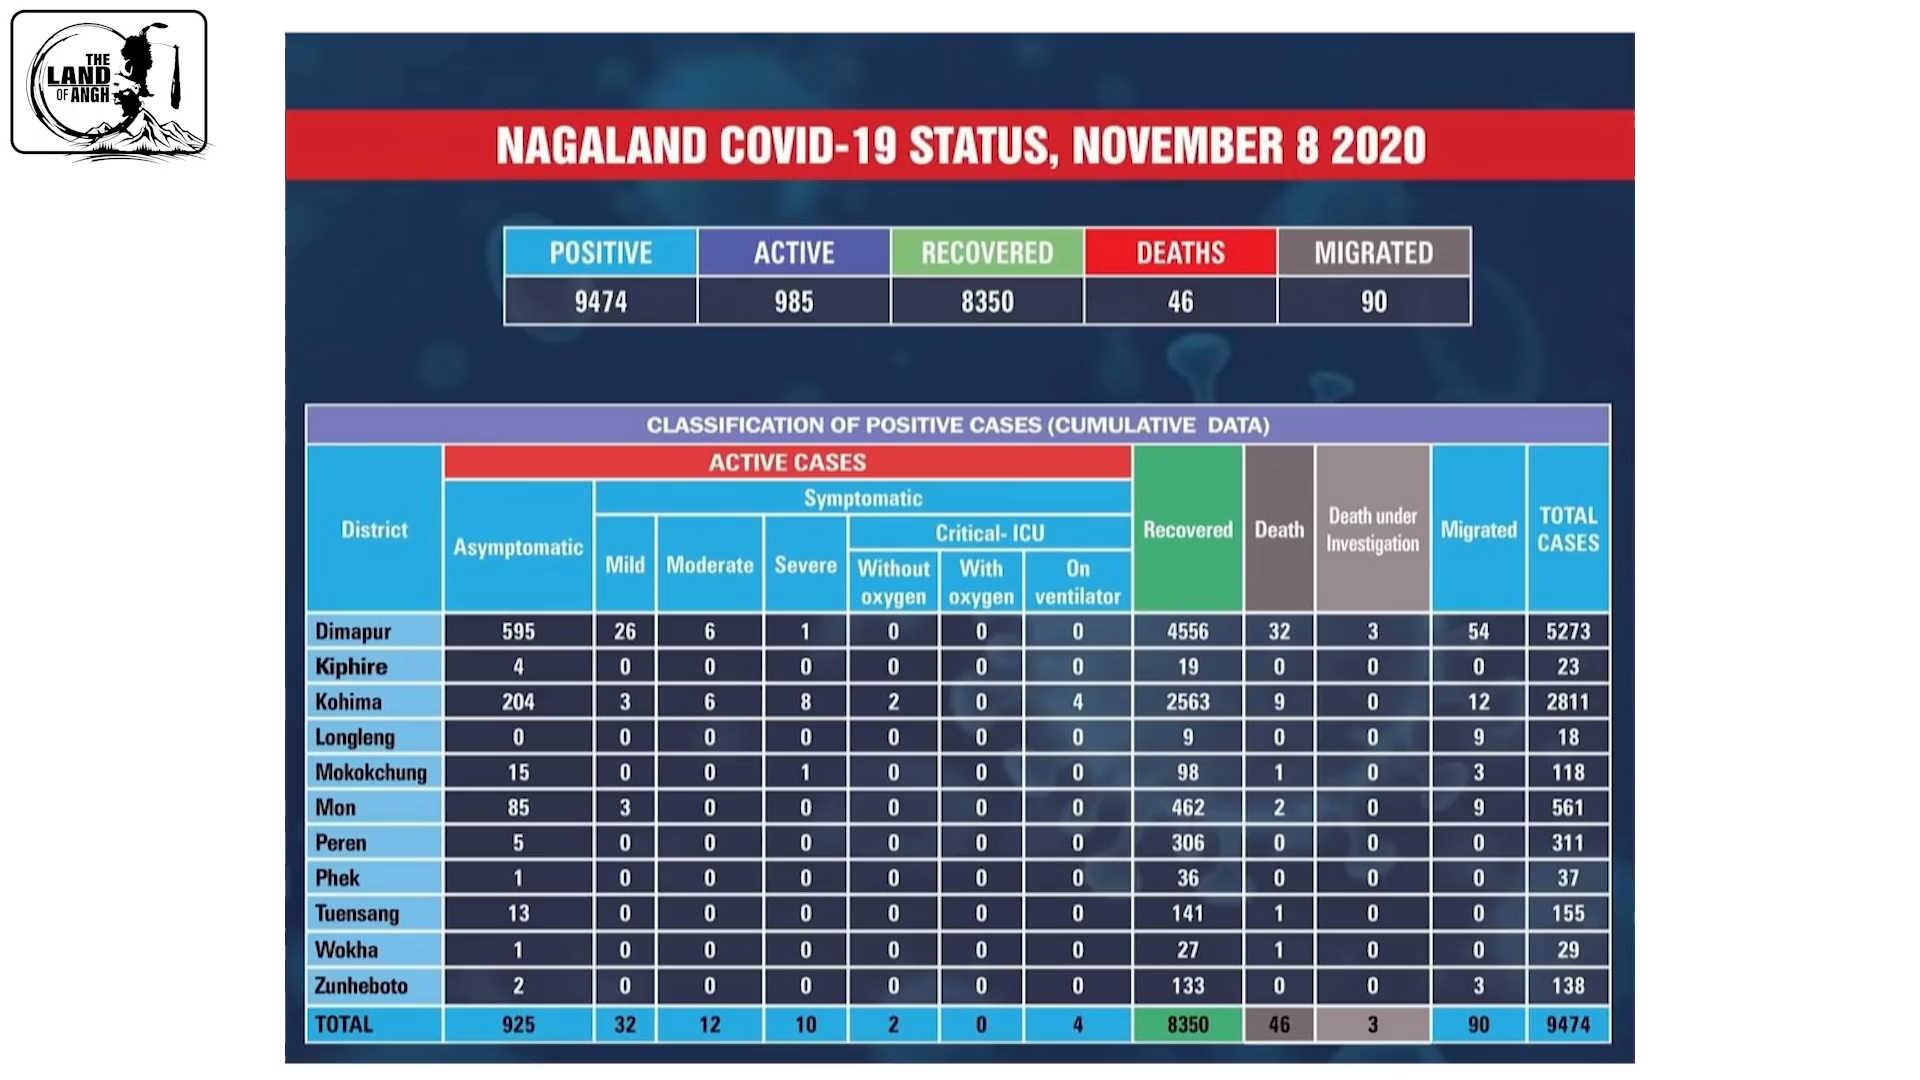 THE
LAND
OF ANGH
NAGALAND COVID-19 STATUS, NOVEMBER 8 2020
POSITIVE ACTIVE RECOVERED DEATHS MIGRATED
9474 985 8350 46 90
CLASSIFICATION OF POSITIVE CASES (CUMULATIVE DATA)
District ACTIVE CASES Recovered Death Death under Investigation Migrated TOTAL CASES
Asymptomatic Symptomatic
Mild Moderate Severe Critical- ICU
Without oxygen With oxygen On ventilator
Dimapur 595 26 6 1 0 0 0 4556 32 3 54 5273
Kiphire 4 0 0 0 0 0 0 19 0 0 0 23
Kohima 204 3 6 8 2 0 4 2563 9 0 12 2811
Longleng 0 0 0 0 0 0 0 9 0 0 9 18
Mokokchung 15 0 0 1 0 0 0 98 1 0 3 118
Mon 85 3 0 0 0 0 0 462 2 0 9 561
Peren 5 0 0 0 0 0 0 306 0 0 0 311
Phek 1 0 0 0 0 0 0 36 0 0 0 37
Tuensang 13 0 0 0 0 0 0 141 1 0 0 155
Wokha 1 0 0 0 0 0 0 27 1 0 0 29
Zunheboto 2 0 0 0 0 0 0 133 0 0 3 138
TOTAL 925 32 12 10 2 0 4 8350 46 3 90 9474